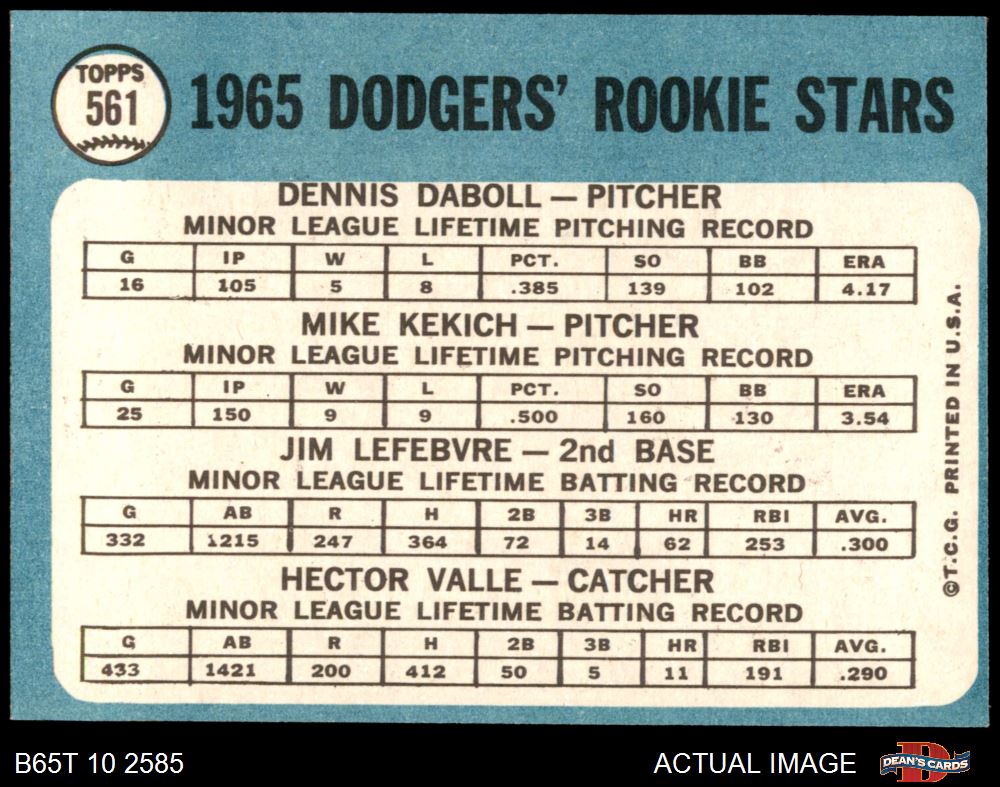 TOPPS
561
1965 DODGERS' ROOKIE STARS
DENNIS DABOLL — PITCHER
MINOR LEAGUE LIFETIME PITCHING RECORD
G IP W L PCT. SO BB ERA
16 105 5 8 .385 139 102 4.17
MIKE KEKICH — PITCHER
MINOR LEAGUE LIFETIME PITCHING RECORD
G IP W L PCT. SO BB ERA
25 150 9 9 .500 160 130 3.54
JIM LEFEBVRE — 2nd BASE
MINOR LEAGUE LIFETIME BATTING RECORD
G AB R H 2B 3B HR RBI AVG.
332 1215 247 364 72 14 62 253 .300
HECTOR VALLE — CATCHER
MINOR LEAGUE LIFETIME BATTING RECORD
G AB R H 2B 3B HR RBI AVG.
433 1421 200 412 50 5 11 191 .290
©T.C.G. PRINTED IN U.S.A.
B65T 10 2585
ACTUAL IMAGE
D
DEAN'S CARDS